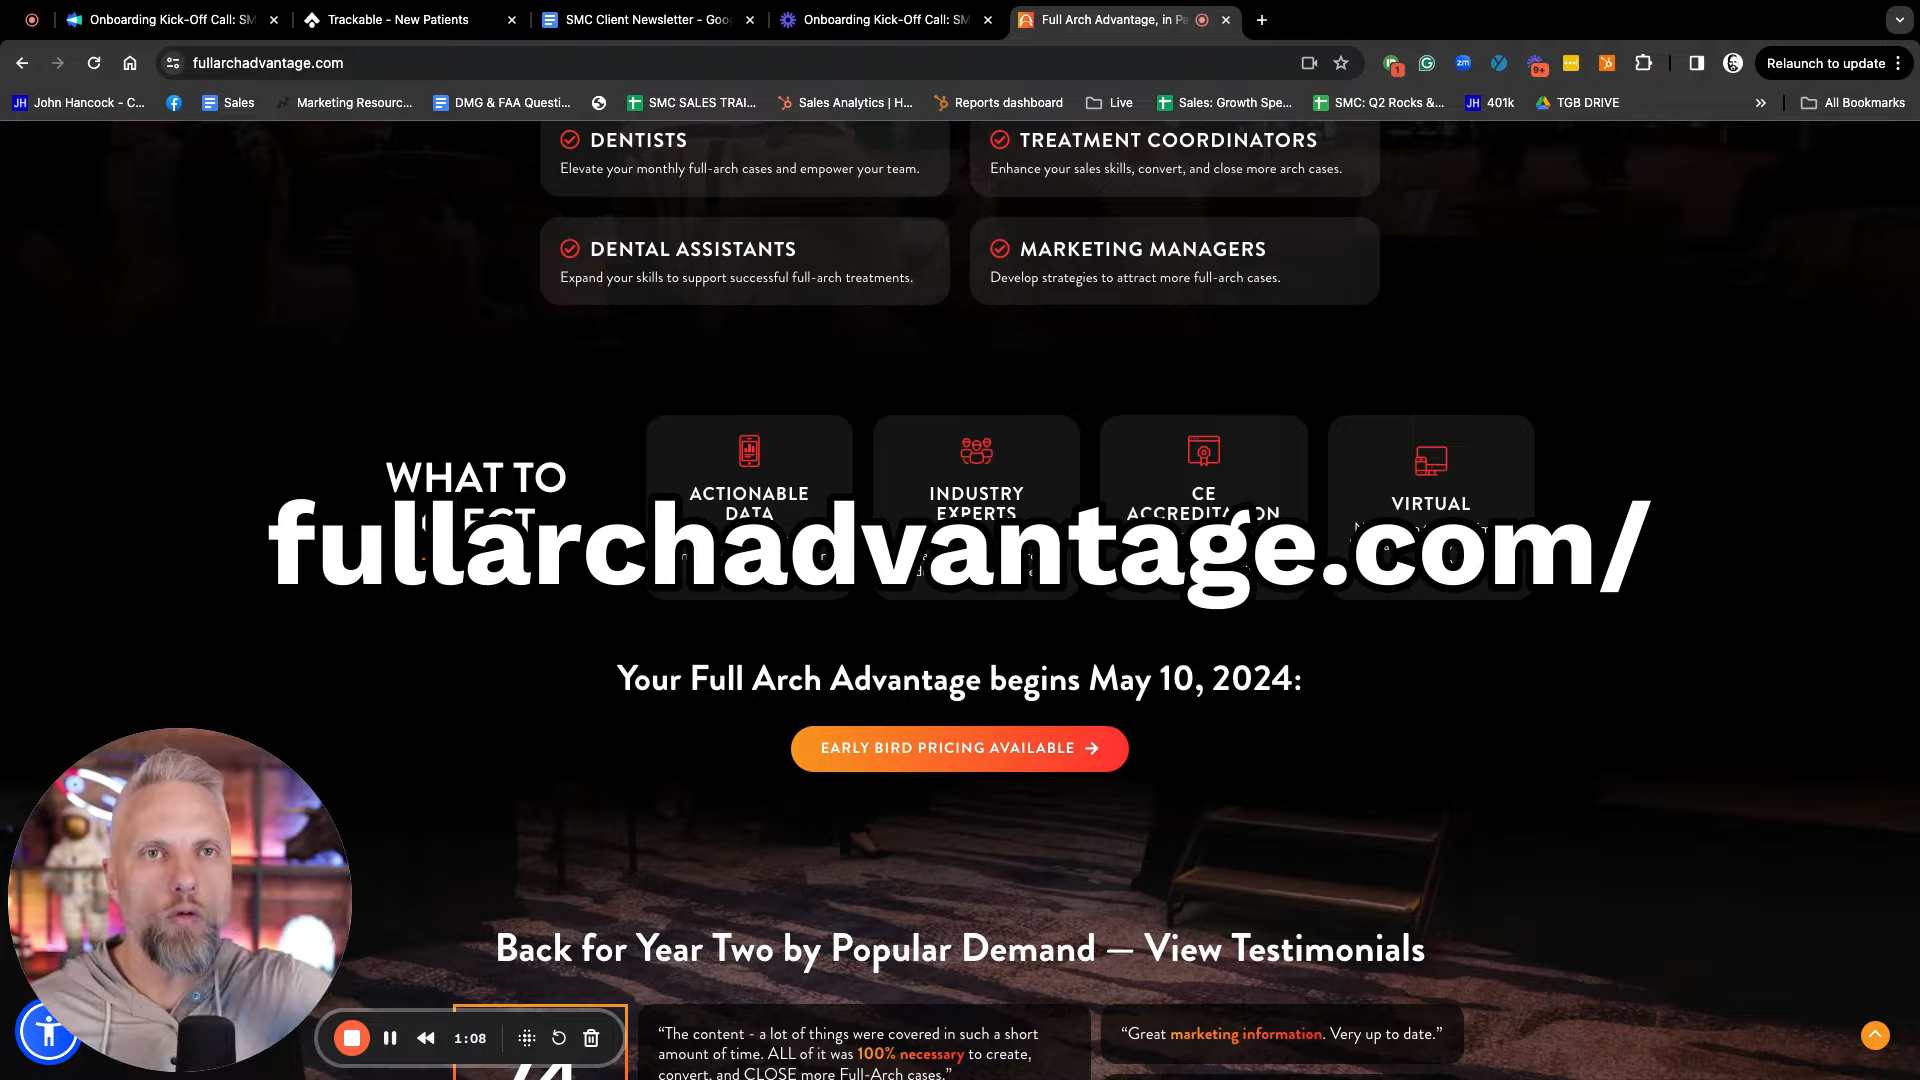 Onboarding Kick-Off Call: SM
Trackable - New Patients
SMC Client Newsletter - Goo
Onboarding Kick-Off Call: SM
Full Arch Advantage, in Pa
fullarchadvantage.com
1
zm
9+
Relaunch to update
JH John Hancock - C...
Sales
Marketing Resourc...
DMG & FAA Questi...
SMC SALES TRAI...
Sales Analytics | H...
Reports dashboard
Live
Sales: Growth Spe...
SMC: Q2 Rocks &...
JH 401k
TGB DRIVE
All Bookmarks
DENTISTS
Elevate your monthly full-arch cases and empower your team.
TREATMENT COORDINATORS
Enhance your sales skills, convert, and close more arch cases.
DENTAL ASSISTANTS
Expand your skills to support successful full-arch treatments.
MARKETING MANAGERS
Develop strategies to attract more full-arch cases.
WHAT TO
ACTIONABLE
DATA
INDUSTRY
EXPERTS
CE
ACCREDITATION
VIRTUAL
fullarchadvantage.com/
Your Full Arch Advantage begins May 10, 2024:
EARLY BIRD PRICING AVAILABLE
Back for Year Two by Popular Demand — View Testimonials
1:08
“The content - a lot of things were covered in such a short
amount of time. ALL of it was 100% necessary to create,
convert, and CLOSE more Full-Arch cases.”
“Great marketing information. Very up to date.”